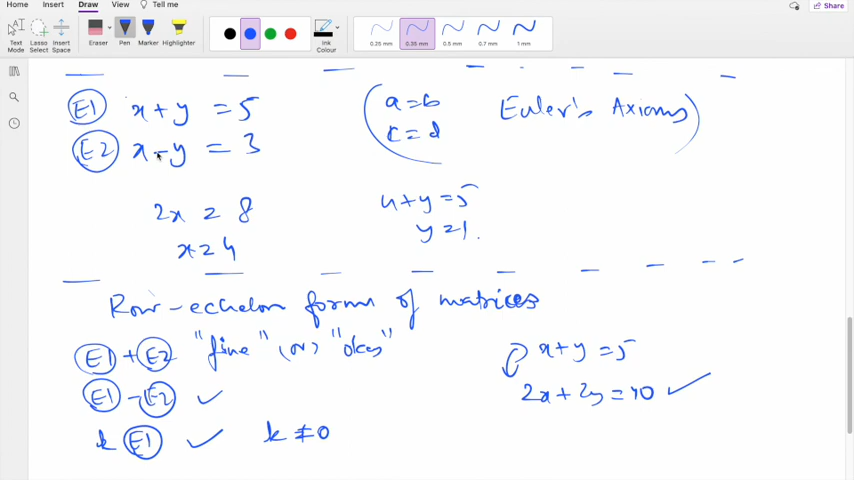 Home Insert Draw View Tell me Share
Text Mode Lasso Select Insert Space Eraser Pen Marker Highlighter Ink Colour 0.25 mm 0.35 mm 0.5 mm 0.7 mm 1 mm
E1 x + y = 5
a = b
c = d
Euler's Axioms
E2 x - y = 3
2x = 8
x = 4
4 + y = 5
y = 1.
Row-echelon forms of matrices
E1 + E2 "fine" (or) "okay"
E1 - E2 ✓
k E1 ✓ k ≠ 0
x + y = 5
2x + 2y = 10 ✓